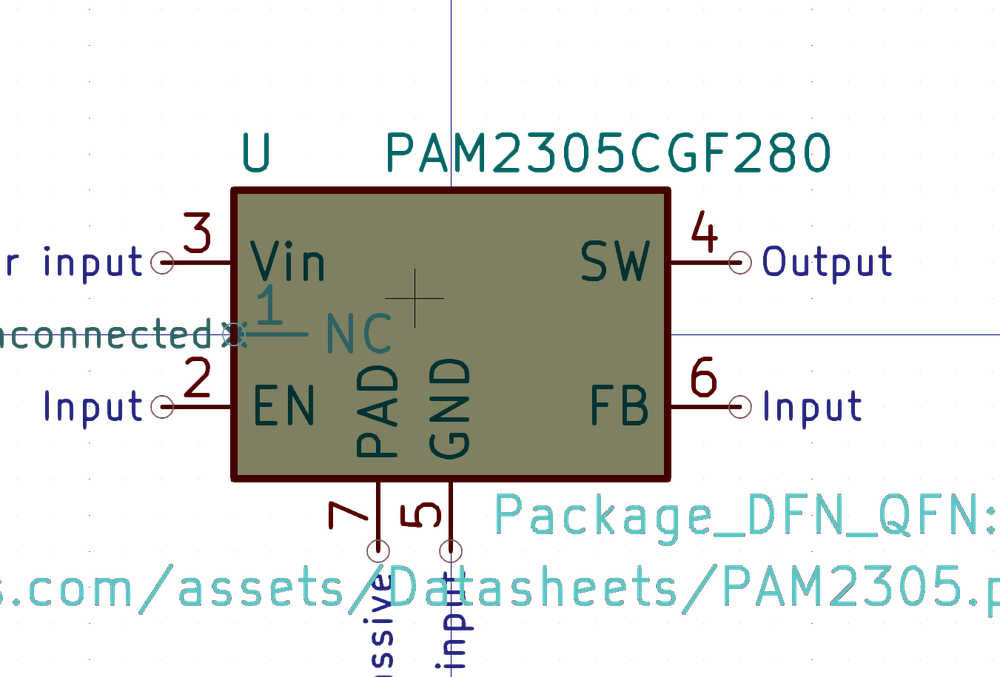 U PAM2305CGF280
3 4
r input Vin SW Output
1
nconnected NC
2 6
Input EN PAD GND FB Input
7 5
Package_DFN_QFN:
s.com/assets/Datasheets/PAM2305.p
ssive input